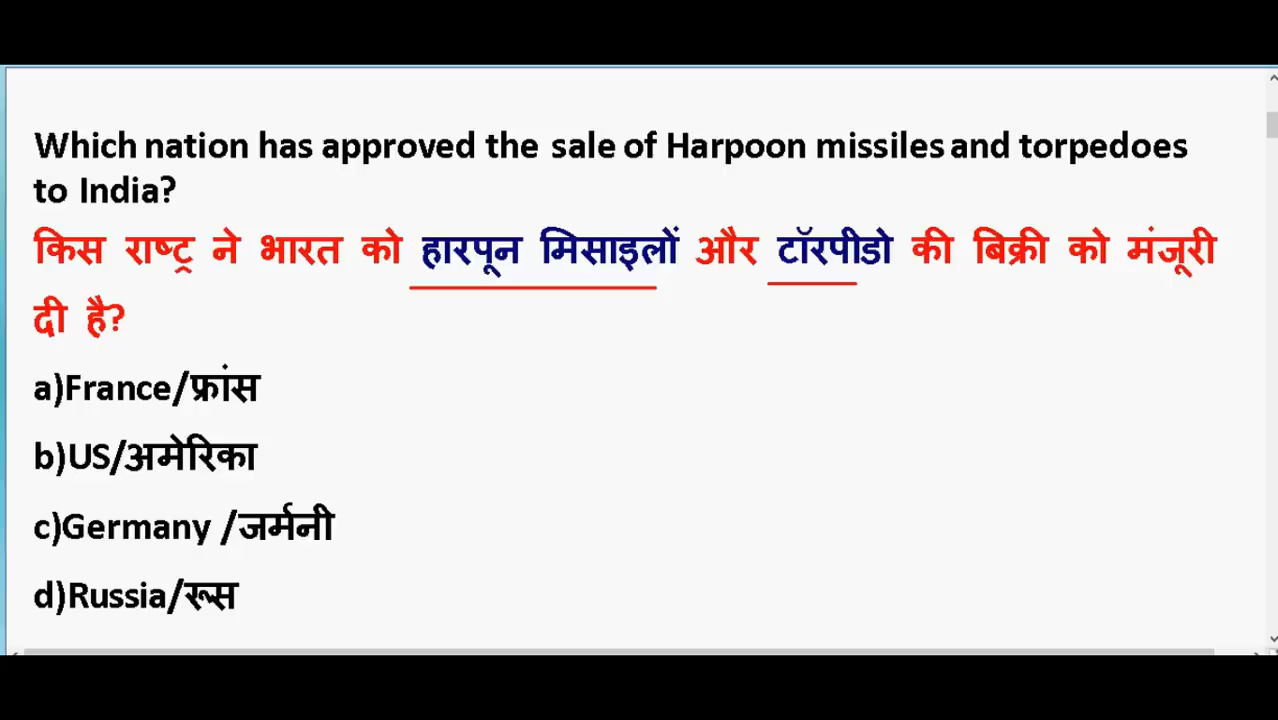 Which nation has approved the sale of Harpoon missiles and torpedoes
to India?
किस राष्ट्र ने भारत को हारपून मिसाइलों और टॉरपीडो की बिक्री को मंजूरी
दी है?
a)France/फ्रांस
b)US/अमेरिका
c)Germany /जर्मनी
d)Russia/रूस